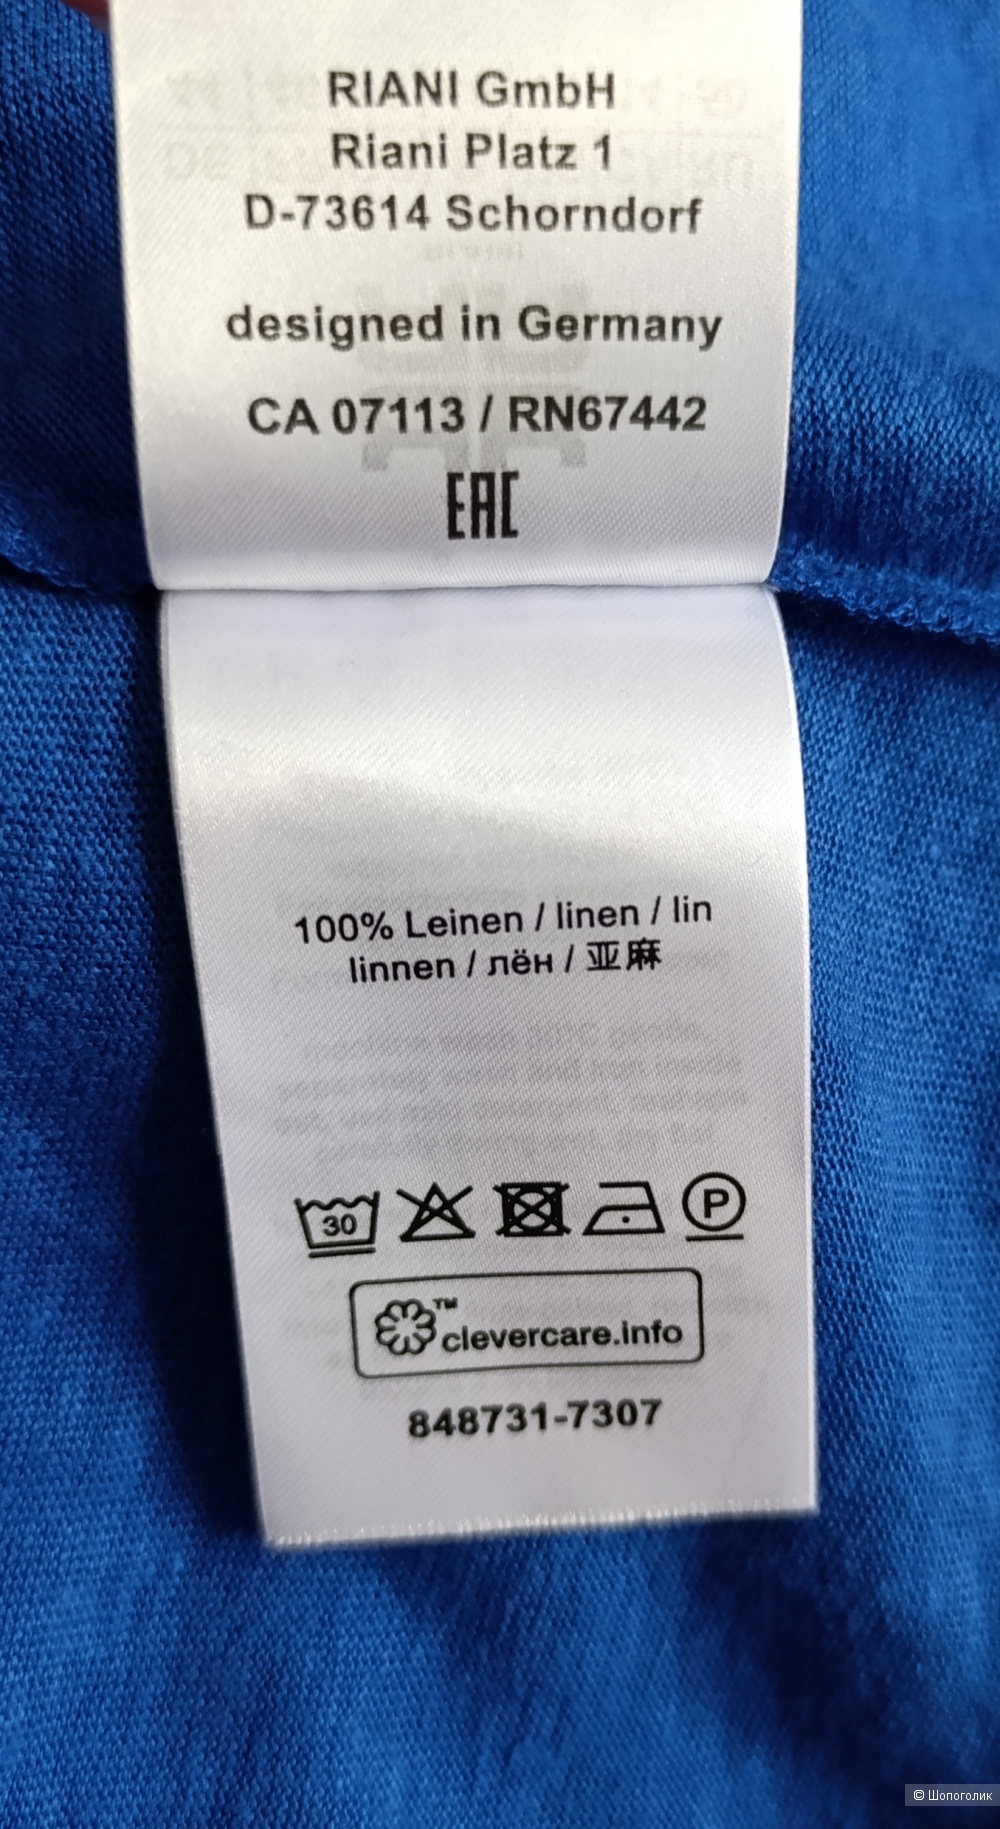 RIANI GmbH
Riani Platz 1
D-73614 Schorndorf
designed in Germany
CA 07113 / RN67442
EAC
100% Leinen / linen / lin
linnen / лён / 亚麻
30
P
TM
clevercare.info
848731-7307
© Шопоголик